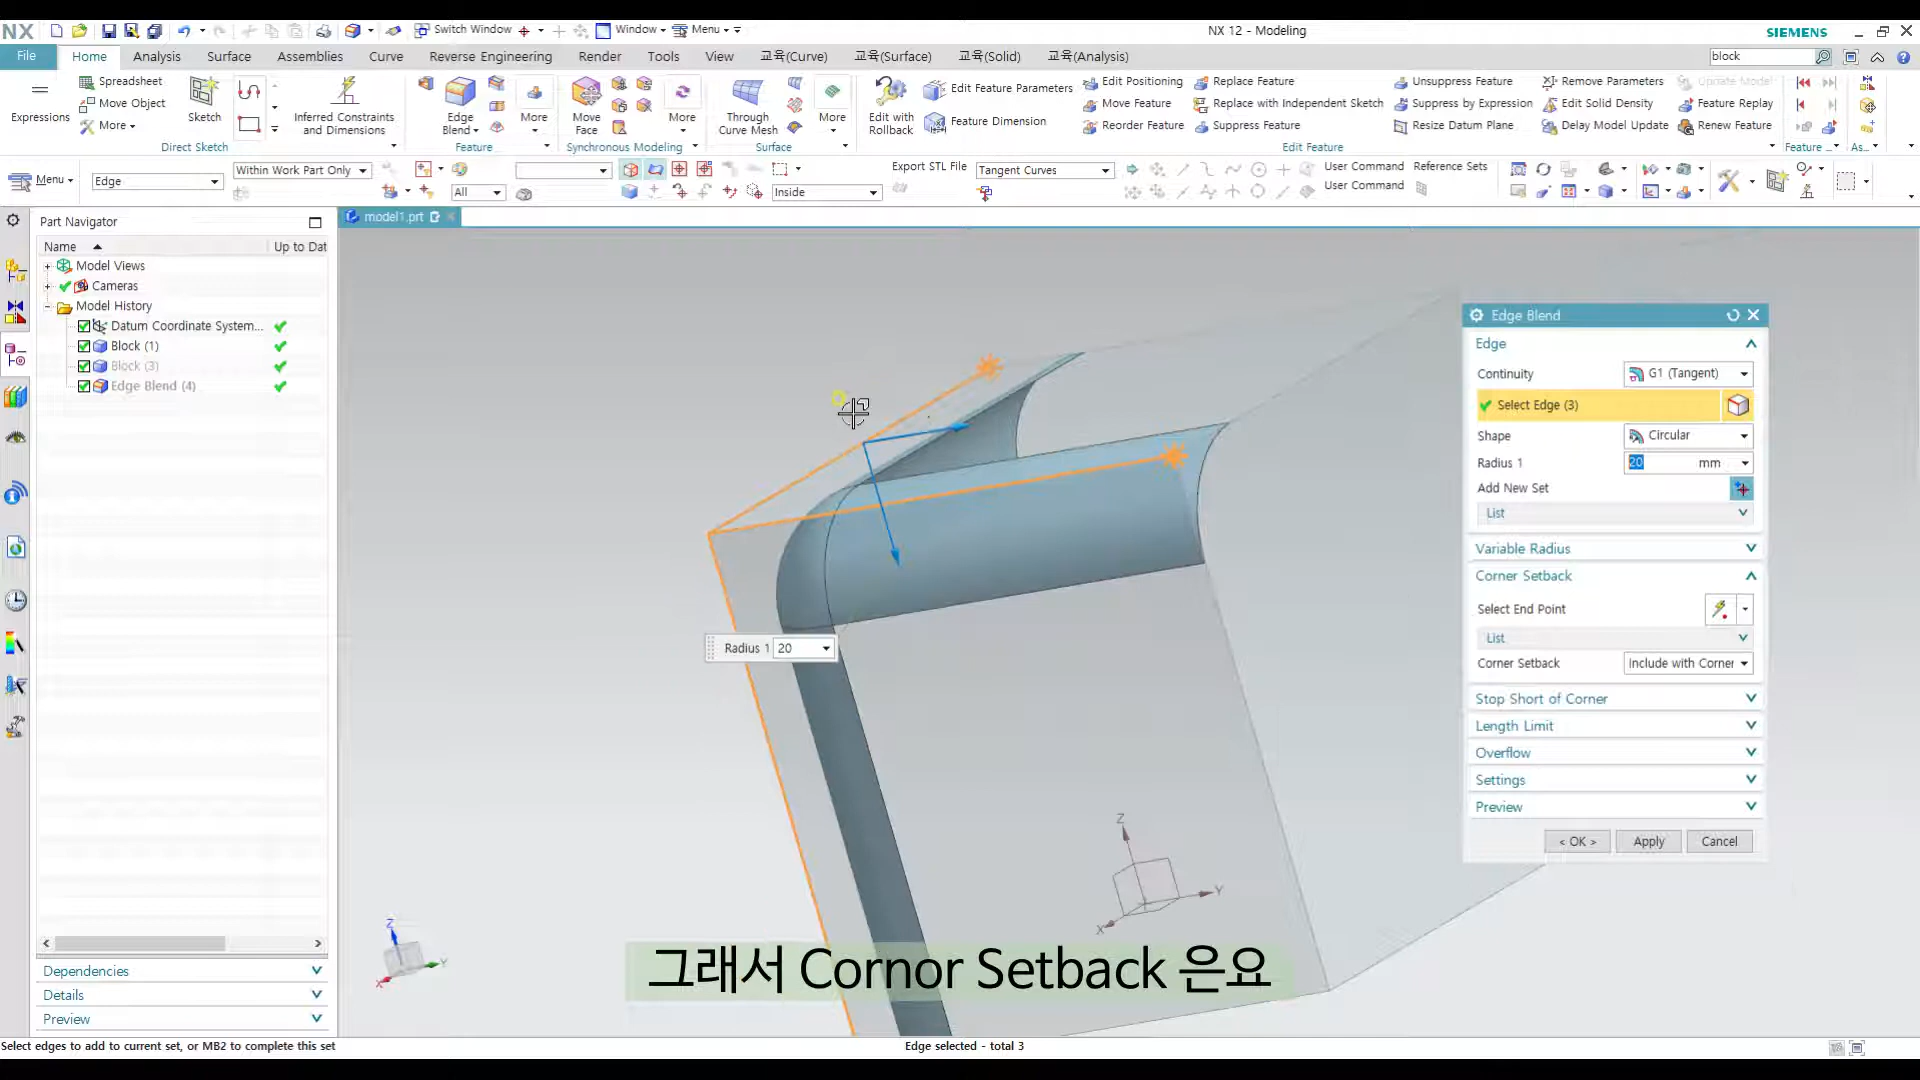 NX
Switch Window
Window
Menu
NX 12 - Modeling
SIEMENS
File
Home
Analysis
Surface
Assemblies
Curve
Reverse Engineering
Render
Tools
View
교육(Curve)
교육(Surface)
교육(Solid)
교육(Analysis)
block
Expressions
Spreadsheet
Move Object
More
Sketch
Inferred Constraints and Dimensions
Direct Sketch
Edge Blend
More
Feature
Move Face
More
Synchronous Modeling
Through Curve Mesh
More
Surface
Edit with Rollback
Edit Feature Parameters
Feature Dimension
Edit Positioning
Move Feature
Reorder Feature
Replace Feature
Replace with Independent Sketch
Suppress Feature
Unsuppress Feature
Suppress by Expression
Resize Datum Plane
Remove Parameters
Edit Solid Density
Delay Model Update
Update Model
Feature Replay
Renew Feature
Edit Feature
Feature ...
As...
Menu
Edge
Within Work Part Only
All
Inside
Export STL File
Tangent Curves
User Command
User Command
Reference Sets
Part Navigator
model1.prt
Name
Up to Dat
Model Views
Cameras
Model History
Datum Coordinate System...
Block (1)
Block (3)
Edge Blend (4)
Dependencies
Details
Preview
Radius 1 20
Z
Y
X
Z
Y
X
Edge Blend
Edge
Continuity
G1 (Tangent)
Select Edge (3)
Shape
Circular
Radius 1
20 mm
Add New Set
List
Variable Radius
Corner Setback
Select End Point
List
Corner Setback
Include with Corner
Stop Short of Corner
Length Limit
Overflow
Settings
Preview
< OK >
Apply
Cancel
그래서 Cornor Setback 은요
Select edges to add to current set, or MB2 to complete this set
Edge selected - total 3